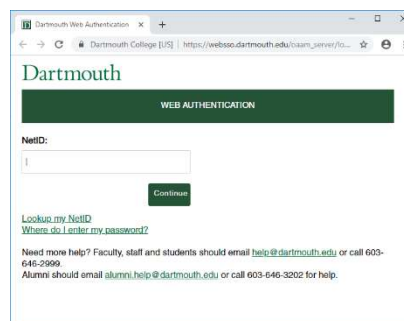 Dartmouth Web Authentication
Dartmouth College [US] | https://websso.dartmouth.edu/oaam_server/lo...
Dartmouth
WEB AUTHENTICATION
NetID:
Continue
Lookup my NetID
Where do I enter my password?
Need more help? Faculty, staff and students should email help@dartmouth.edu or call 603-
646-2999.
Alumni should email alumni.help@dartmouth.edu or call 603-646-3202 for help.